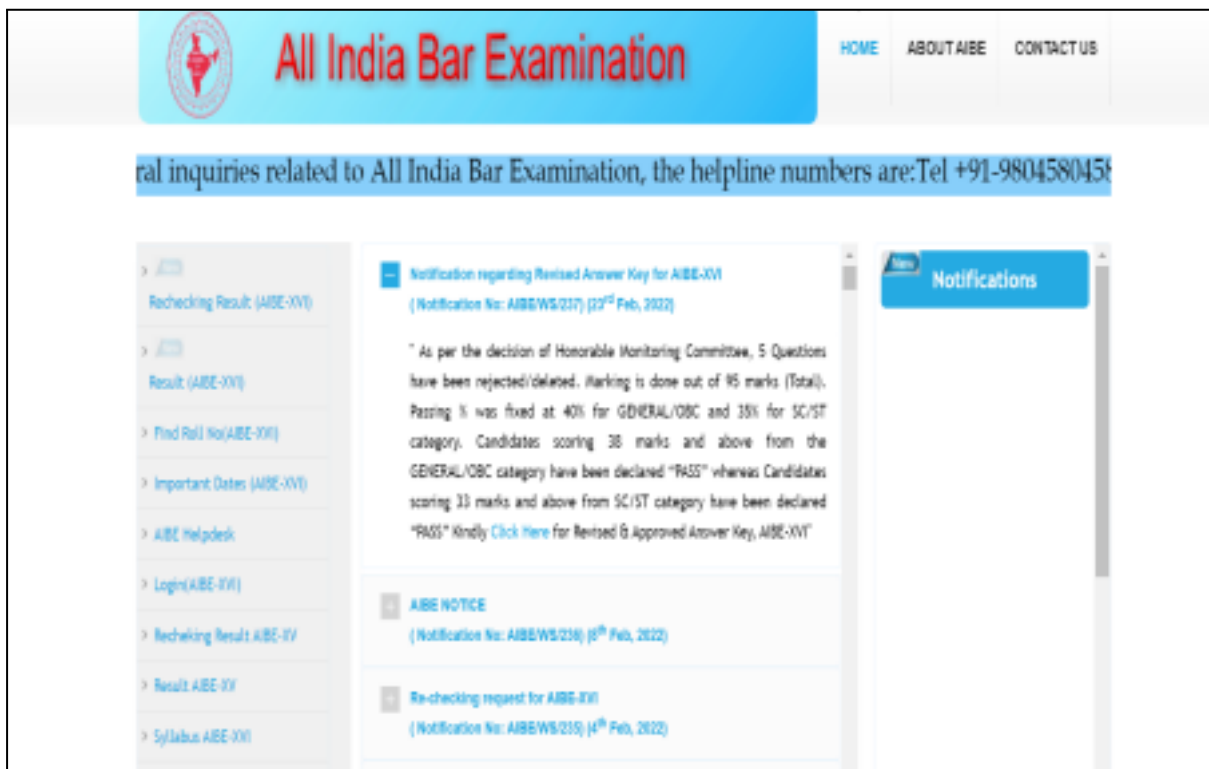 All India Bar Examination
HOME
ABOUT AIBE
CONTACT US
ral inquiries related to All India Bar Examination, the helpline numbers are:Tel +91-980458045
New
Rechecking Result (AIBE-XVI)
New
Result (AIBE-XVI)
Find Roll No(AIBE-XVI)
Important Dates (AIBE-XVI)
AIBE Helpdesk
Login(AIBE-XVI)
Recheking Result AIBE-XV
Result AIBE-XV
Syllabus AIBE-XVI
Notification regarding Revised Answer Key for AIBE-XVI
( Notification No: AIBE/WS/237) (23rd Feb, 2022)
" As per the decision of Honorable Monitoring Committee, 5 Questions
have been rejected/deleted. Marking is done out of 95 marks (Total).
Passing % was fixed at 40% for GENERAL/OBC and 35% for SC/ST
category. Candidates scoring 38 marks and above from the
GENERAL/OBC category have been declared "PASS" whereas Candidates
scoring 33 marks and above from SC/ST category have been declared
"PASS" Kindly Click Here for Revised & Approved Answer Key, AIBE-XVI"
AIBE NOTICE
( Notification No: AIBE/WS/236) (8th Feb, 2022)
Re-checking request for AIBE-XVI
( Notification No: AIBE/WS/235) (4th Feb, 2022)
New
Notifications